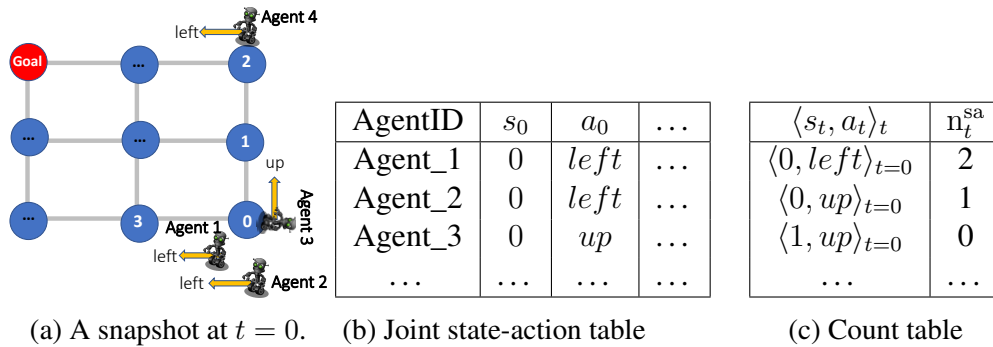 Agent 4
left
Goal
...
2
...
...
1
up
...
3
0
Agent 3
Agent 1
left
left
Agent 2
AgentID s₀ a₀ ...
Agent_1 0 left ...
Agent_2 0 left ...
Agent_3 0 up ...
... ... ... ...
⟨sₜ, aₜ⟩ₜ nₜˢᵃ
⟨0, left⟩ₜ₌₀ 2
⟨0, up⟩ₜ₌₀ 1
⟨1, up⟩ₜ₌₀ 0
... ...
(a) A snapshot at t = 0.
(b) Joint state-action table
(c) Count table